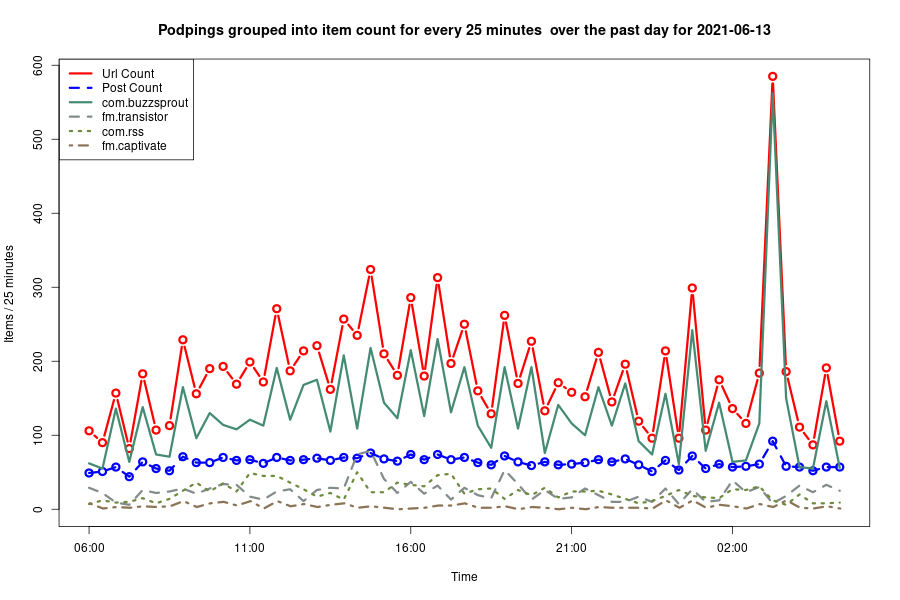 Podpings grouped into item count for every 25 minutes  over the past day for 2021-06-13
Url Count
Post Count
com.buzzsprout
fm.transistor
com.rss
fm.captivate
600
500
400
300
200
100
0
Items / 25 minutes
06:00 11:00 16:00 21:00 02:00
Time